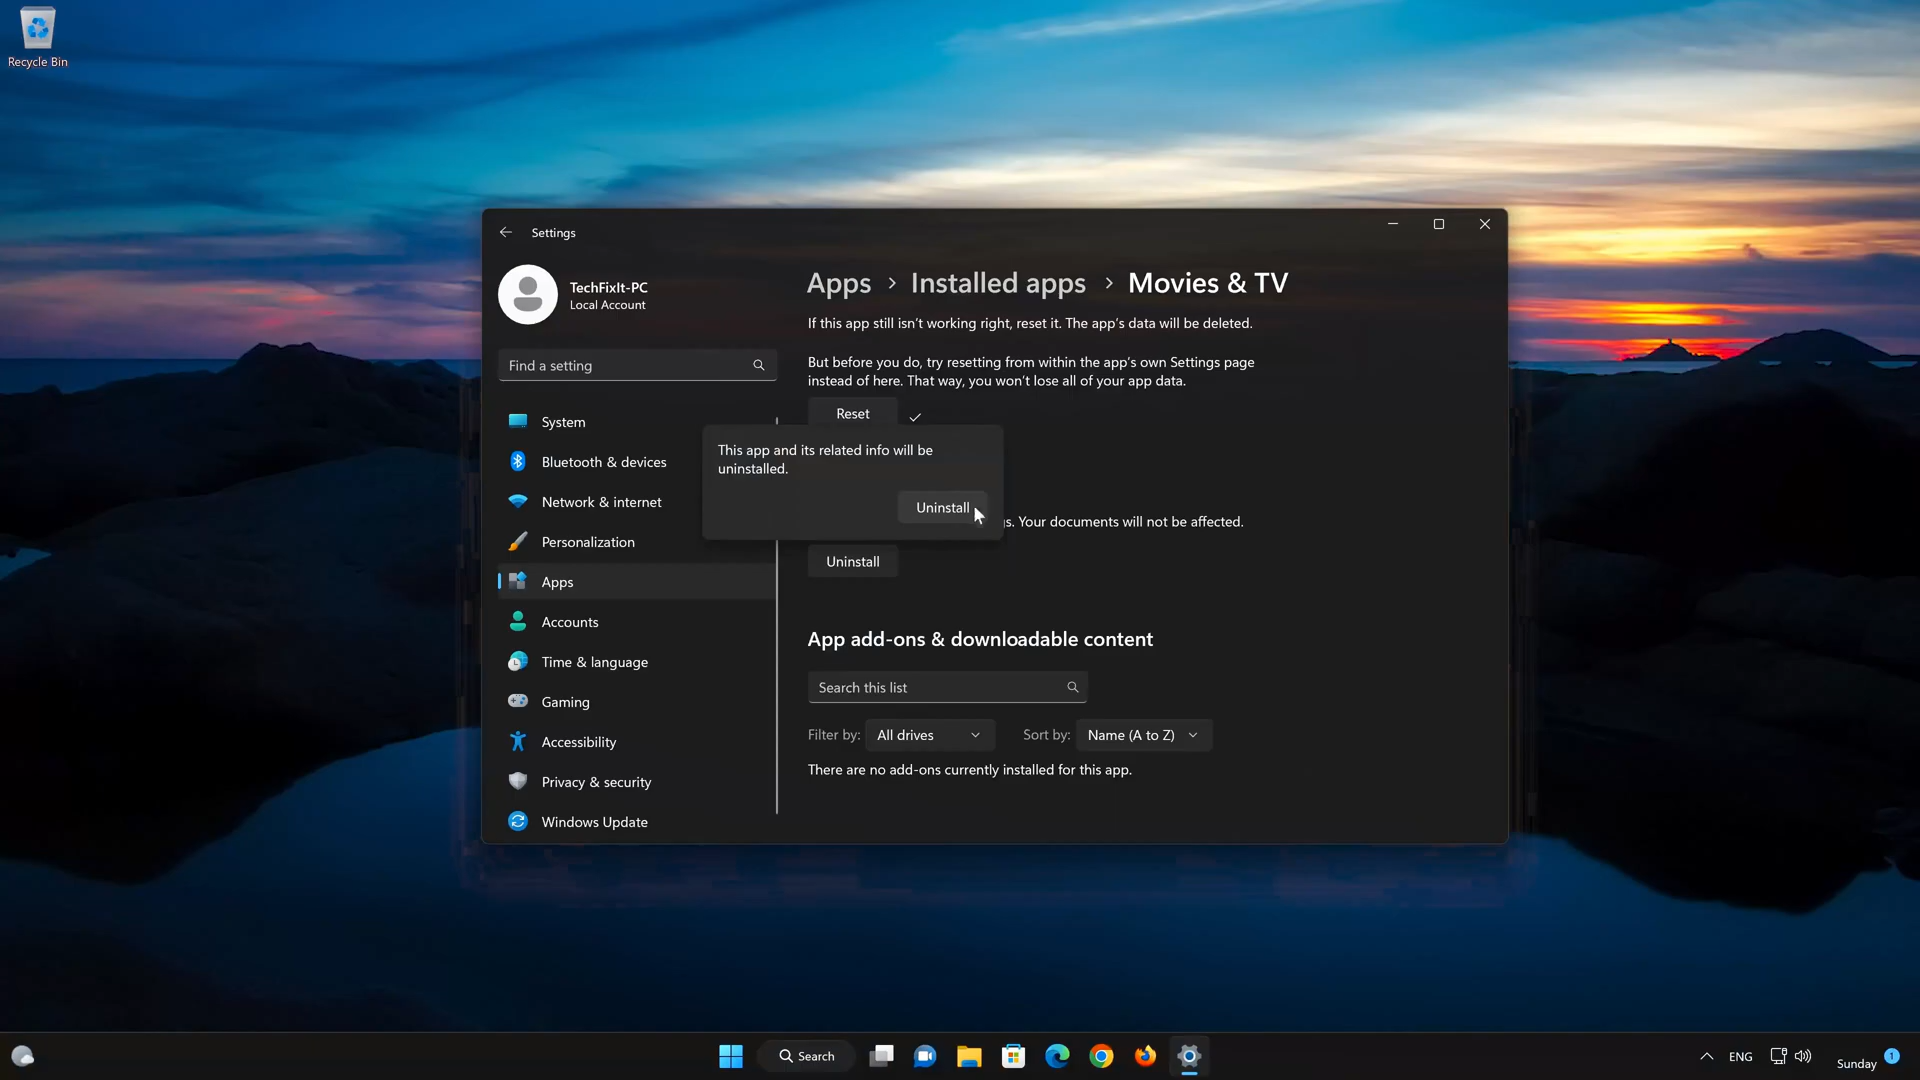 Recycle Bin
Settings
TechFixIt-PC
Local Account
Find a setting
System
Bluetooth & devices
Network & internet
Personalization
Apps
Accounts
Time & language
Gaming
Accessibility
Privacy & security
Windows Update
Apps > Installed apps > Movies & TV
If this app still isn't working right, reset it. The app's data will be deleted.
But before you do, try resetting from within the app's own Settings page
instead of here. That way, you won't lose all of your app data.
Reset
This app and its related info will be
uninstalled.
Uninstall
s. Your documents will not be affected.
Uninstall
App add-ons & downloadable content
Search this list
Filter by: All drives Sort by: Name (A to Z)
There are no add-ons currently installed for this app.
Search
ENG
Sunday
1